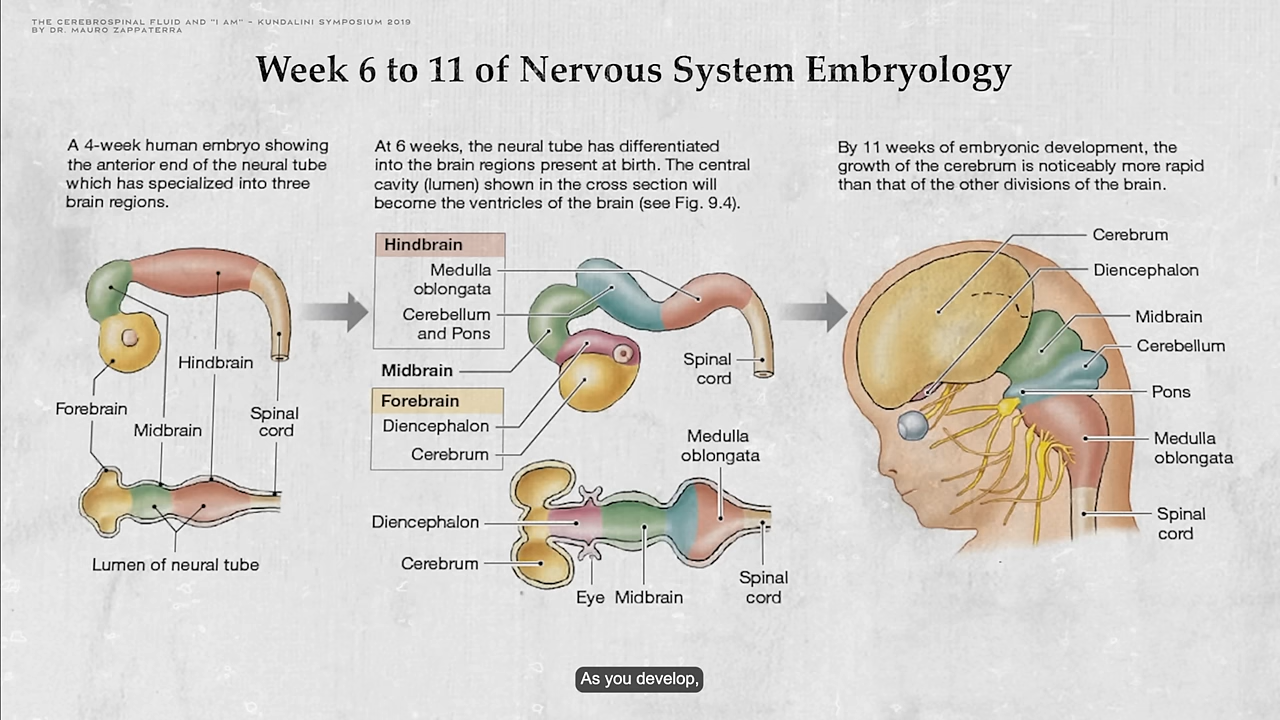 THE CEREBROSPINAL FLUID AND "I AM" - KUNDALINI SYMPOSIUM 2019
BY DR. MAURO ZAPPATERRA
Week 6 to 11 of Nervous System Embryology
A 4-week human embryo showing
the anterior end of the neural tube
which has specialized into three
brain regions.
Hindbrain
Forebrain
Midbrain
Spinal
cord
Lumen of neural tube
At 6 weeks, the neural tube has differentiated
into the brain regions present at birth. The central
cavity (lumen) shown in the cross section will
become the ventricles of the brain (see Fig. 9.4).
Hindbrain
Medulla
oblongata
Cerebellum
and Pons
Midbrain
Forebrain
Diencephalon
Cerebrum
Spinal
cord
Medulla
oblongata
Diencephalon
Cerebrum
Eye
Midbrain
Spinal
cord
By 11 weeks of embryonic development, the
growth of the cerebrum is noticeably more rapid
than that of the other divisions of the brain.
Cerebrum
Diencephalon
Midbrain
Cerebellum
Pons
Medulla
oblongata
Spinal
cord
As you develop,